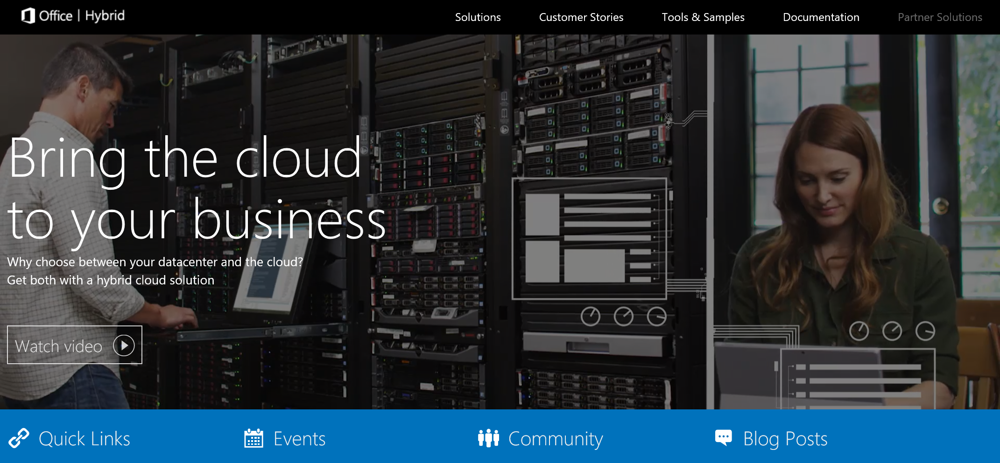 Office | Hybrid
Solutions
Customer Stories
Tools & Samples
Documentation
Partner Solutions
Bring the cloud
to your business
Why choose between your datacenter and the cloud?
Get both with a hybrid cloud solution
Watch video
Quick Links
Events
Community
Blog Posts